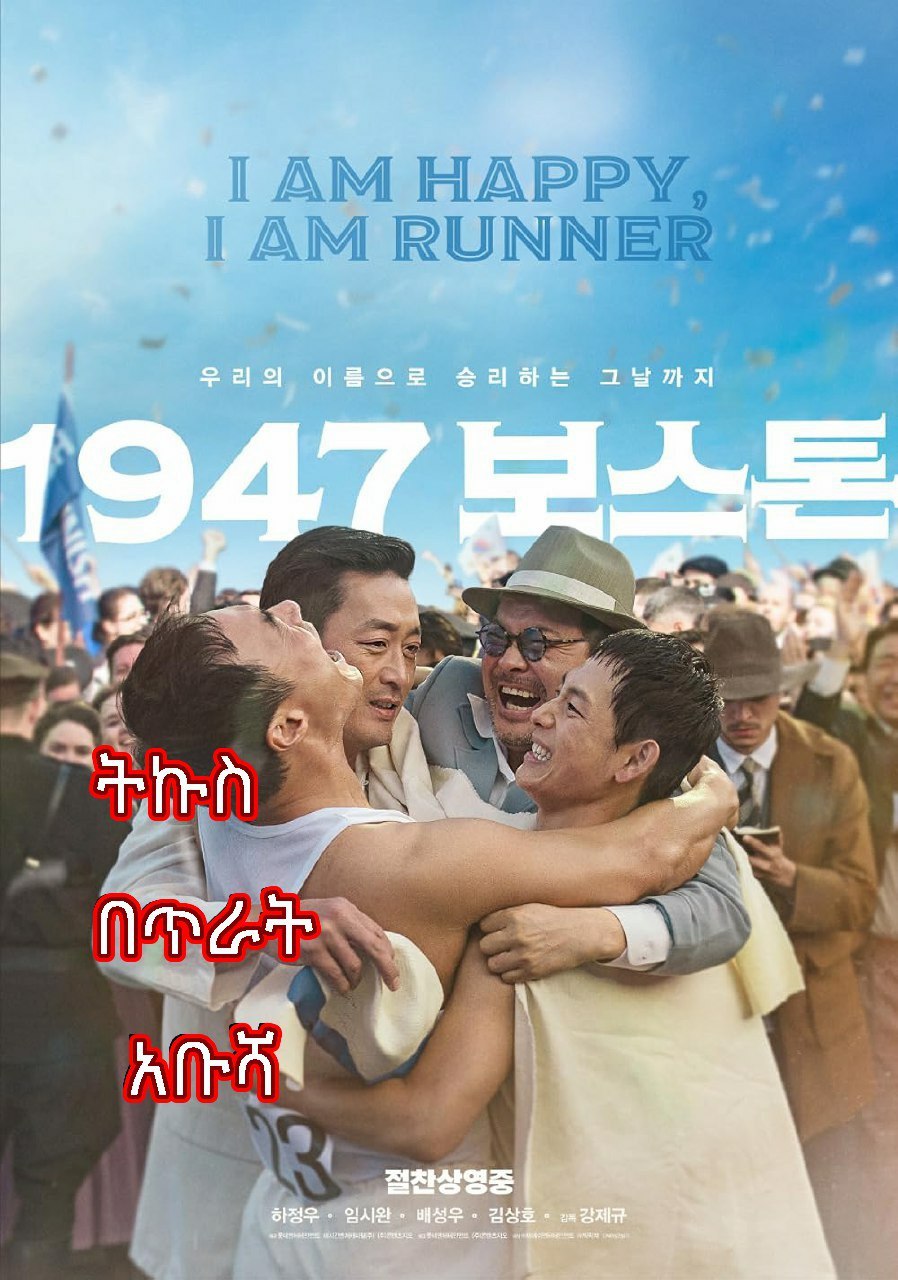 I AM HAPPY,
I AM RUNNER
우리의 이름으로 승리하는 그날까지
1947 보스톤
ትኩስ
በጥራት
አቡሻ
23
절찬상영중
하정우 임시완 배성우 김상호 감독 강제규